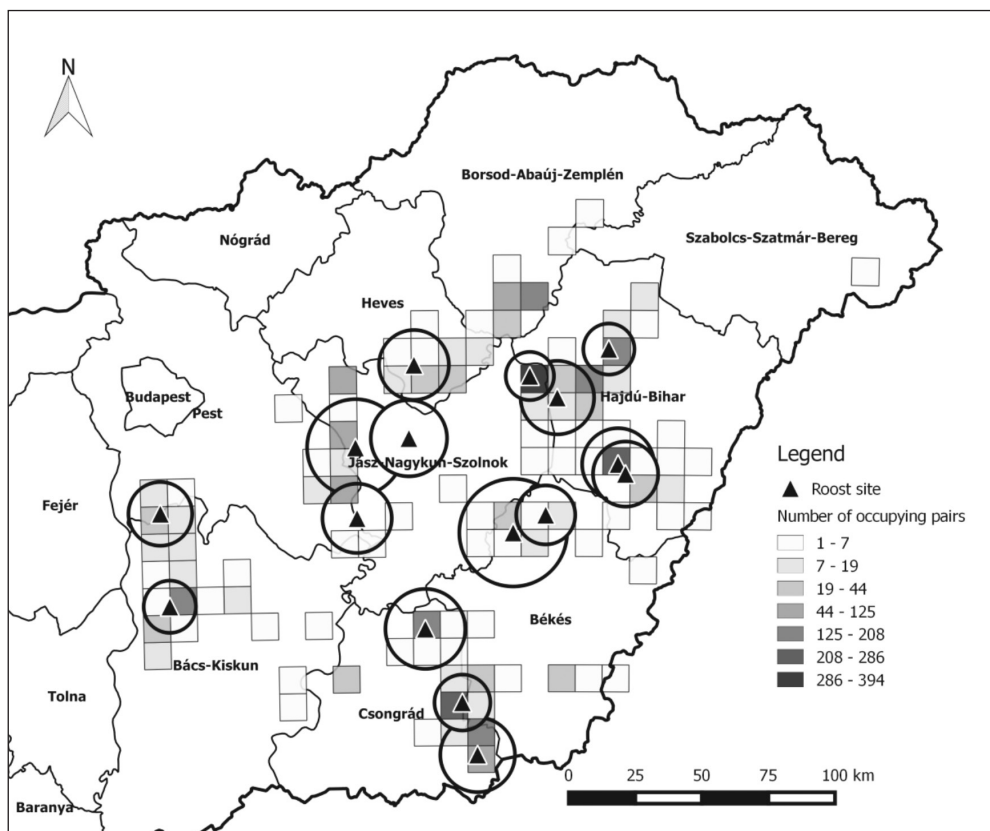 N
Borsod-Abaúj-Zemplén
Nógrád
Szabolcs-Szatmár-Bereg
Heves
Budapest
Pest
Hajdú-Bihar
Jász-Nagykun-Szolnok
Fejér
Békés
Bács-Kiskun
Tolna
Csongrád
Baranya
Legend
Roost site
Number of occupying pairs
1 - 7
7 - 19
19 - 44
44 - 125
125 - 208
208 - 286
286 - 394
0 25 50 75 100 km